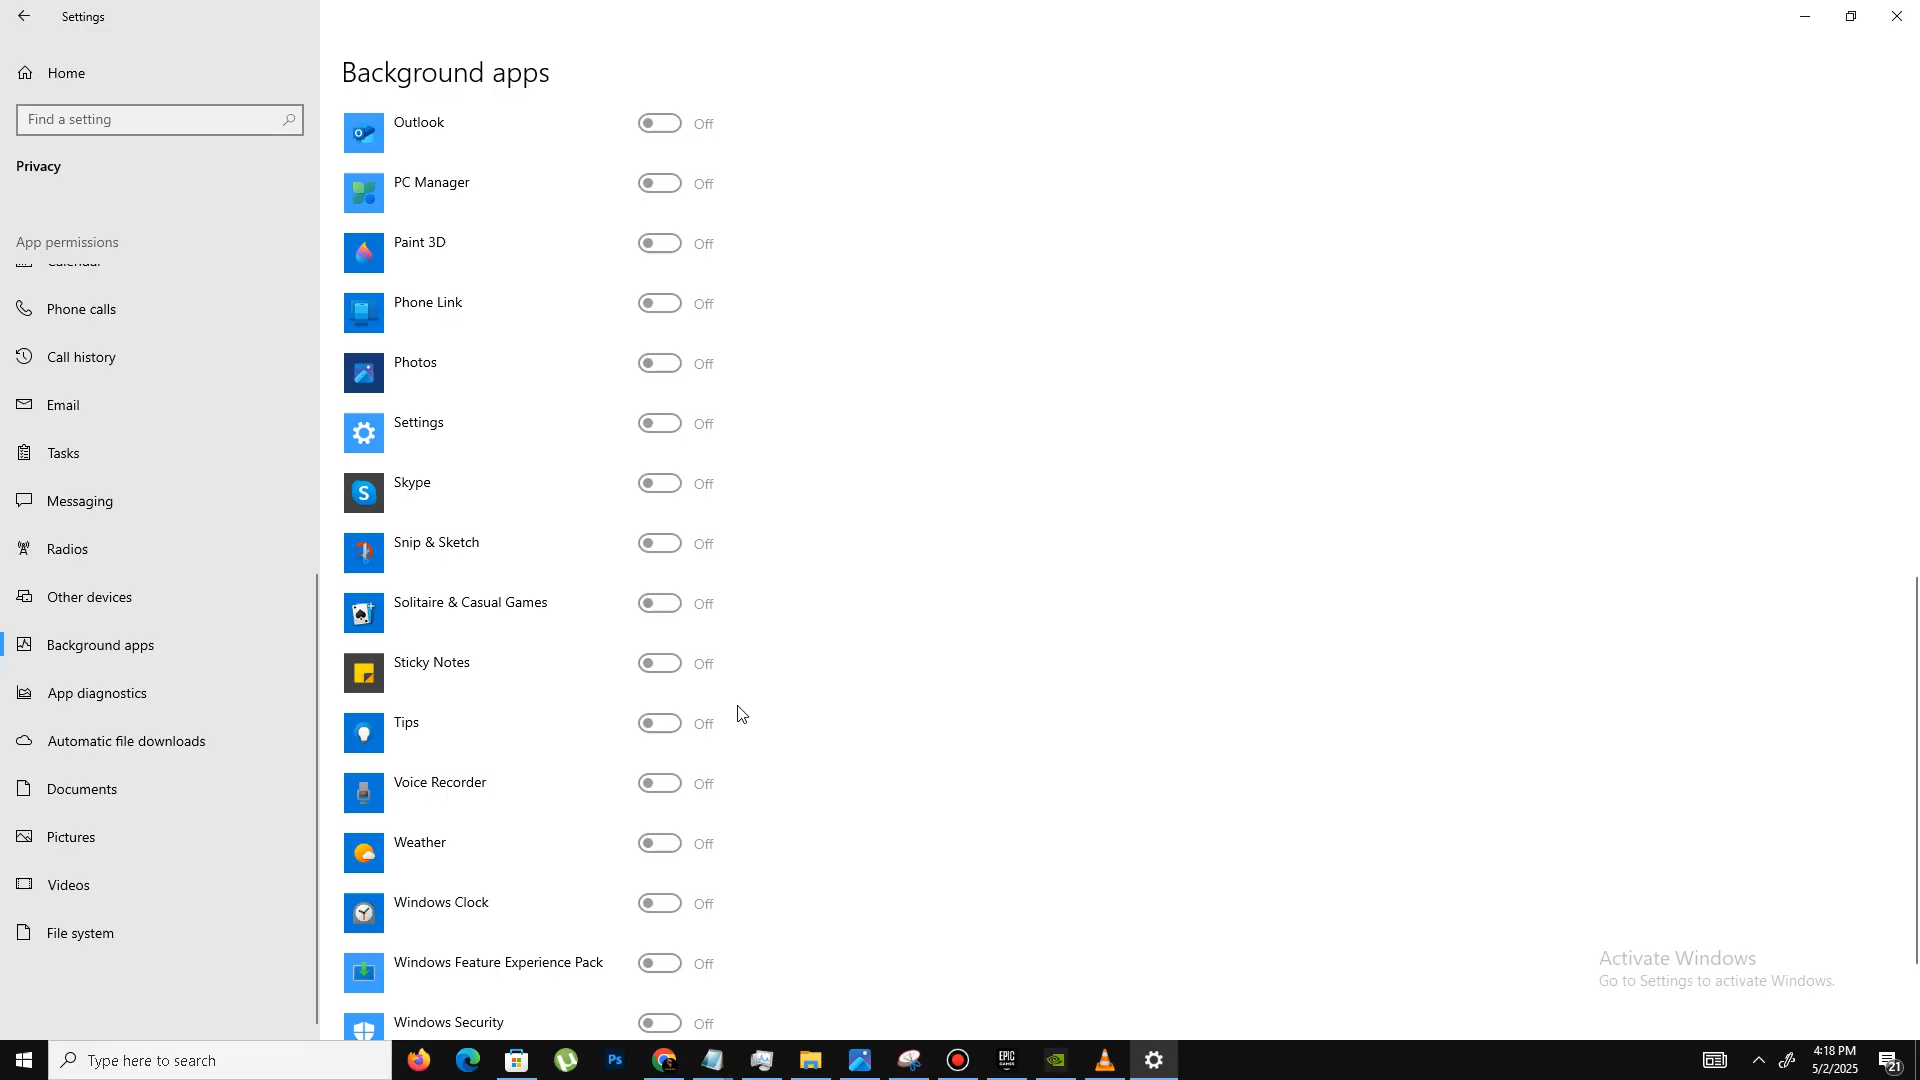 Settings
Home
Find a setting
Privacy
App permissions
Calendar
Phone calls
Call history
Email
Tasks
Messaging
Radios
Other devices
Background apps
App diagnostics
Automatic file downloads
Documents
Pictures
Videos
File system
Background apps
Outlook Off
PC Manager Off
Paint 3D Off
Phone Link Off
Photos Off
Settings Off
Skype Off
Snip & Sketch Off
Solitaire & Casual Games Off
Sticky Notes Off
Tips Off
Voice Recorder Off
Weather Off
Windows Clock Off
Windows Feature Experience Pack Off
Windows Security Off
Activate Windows
Go to Settings to activate Windows.
Type here to search
Ps
EPIC
GAMES
4:18 PM
5/2/2025
21